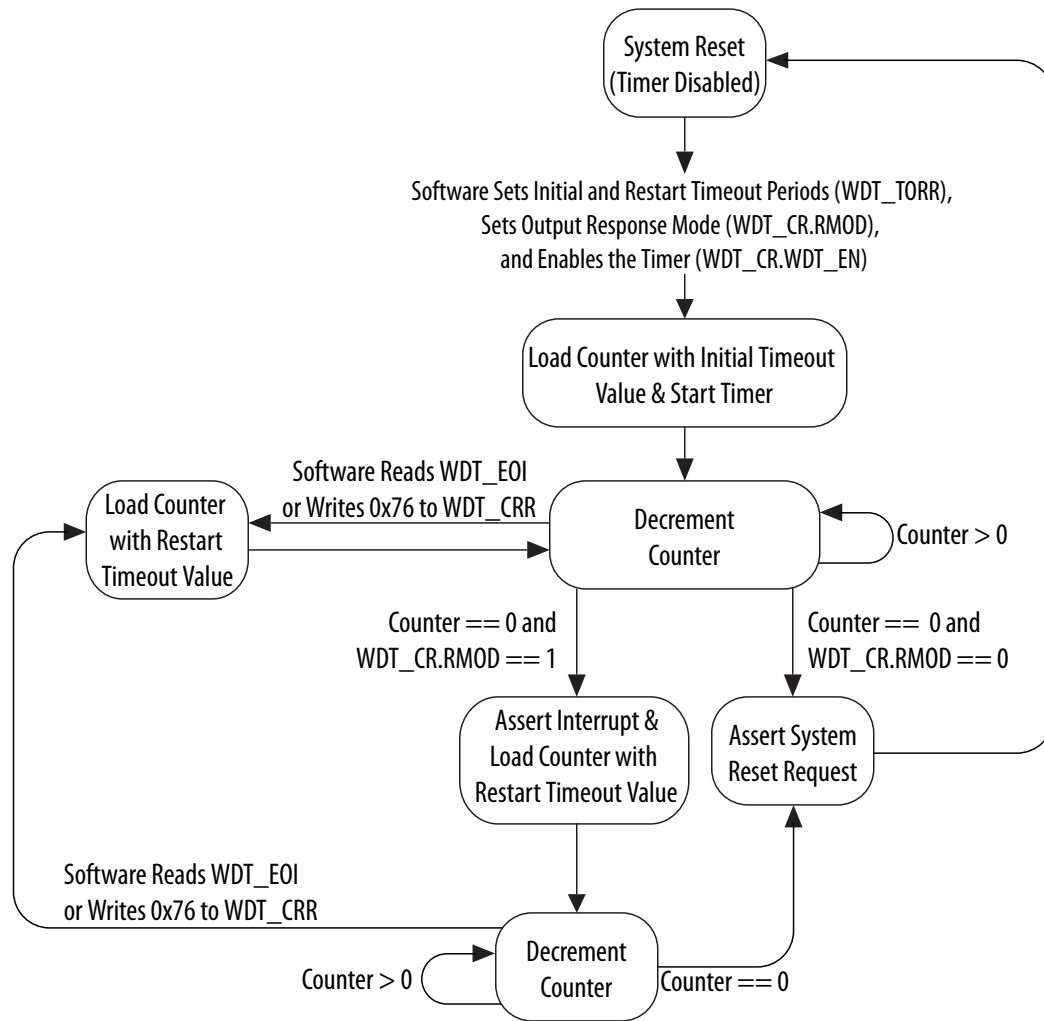 System Reset
(Timer Disabled)
Software Sets Initial and Restart Timeout Periods (WDT_TORR),
Sets Output Response Mode (WDT_CR.RMOD),
and Enables the Timer (WDT_CR.WDT_EN)
Load Counter with Initial Timeout
Value & Start Timer
Software Reads WDT_EOI
or Writes 0x76 to WDT_CRR
Load Counter
with Restart
Timeout Value
Decrement
Counter
Counter > 0
Counter == 0 and
WDT_CR.RMOD == 1
Counter == 0 and
WDT_CR.RMOD == 0
Assert Interrupt &
Load Counter with
Restart Timeout Value
Assert System
Reset Request
Software Reads WDT_EOI
or Writes 0x76 to WDT_CRR
Counter > 0
Decrement
Counter
Counter == 0